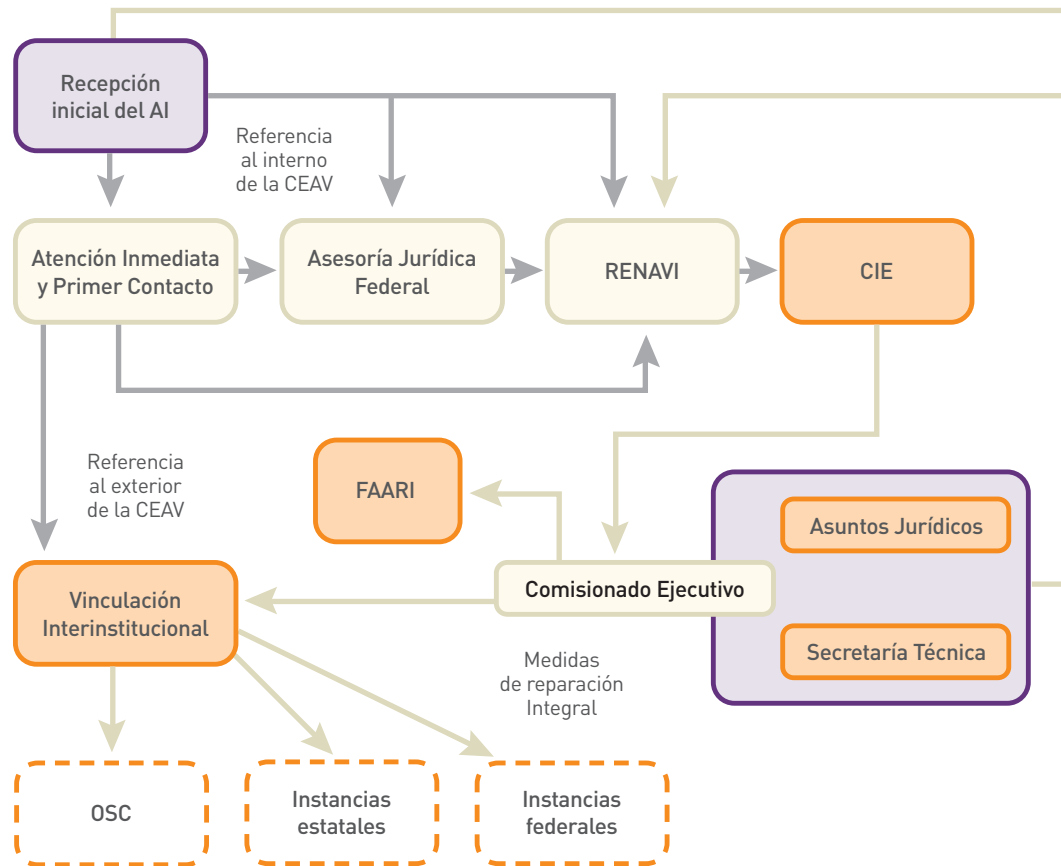 Recepción
inicial del AI
Referencia
al interno
de la CEAV
Atención Inmediata
y Primer Contacto
Asesoría Jurídica
Federal
RENAVI
CIE
Referencia
al exterior
de la CEAV
FAARI
Asuntos Jurídicos
Comisionado Ejecutivo
Secretaría Técnica
Vinculación
Interinstitucional
Medidas
de reparación
Integral
OSC
Instancias
estatales
Instancias
federales